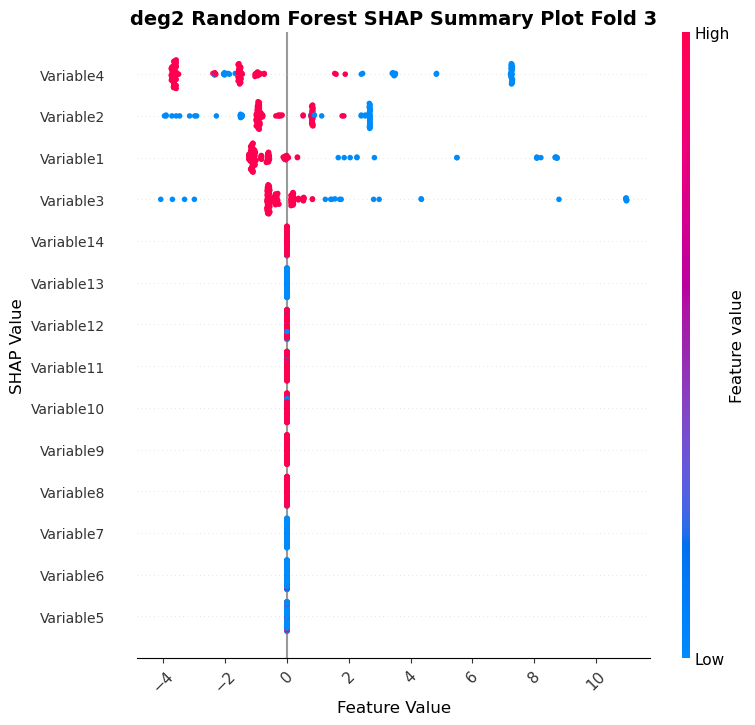 deg2 Random Forest SHAP Summary Plot Fold 3
High
Variable4
Variable2
Variable1
Variable3
Variable14
Variable13
Variable12
Variable11
Variable10
Variable9
Variable8
Variable7
Variable6
Variable5
SHAP Value
Feature value
Low
−4 −2 0 2 4 6 8 10
Feature Value